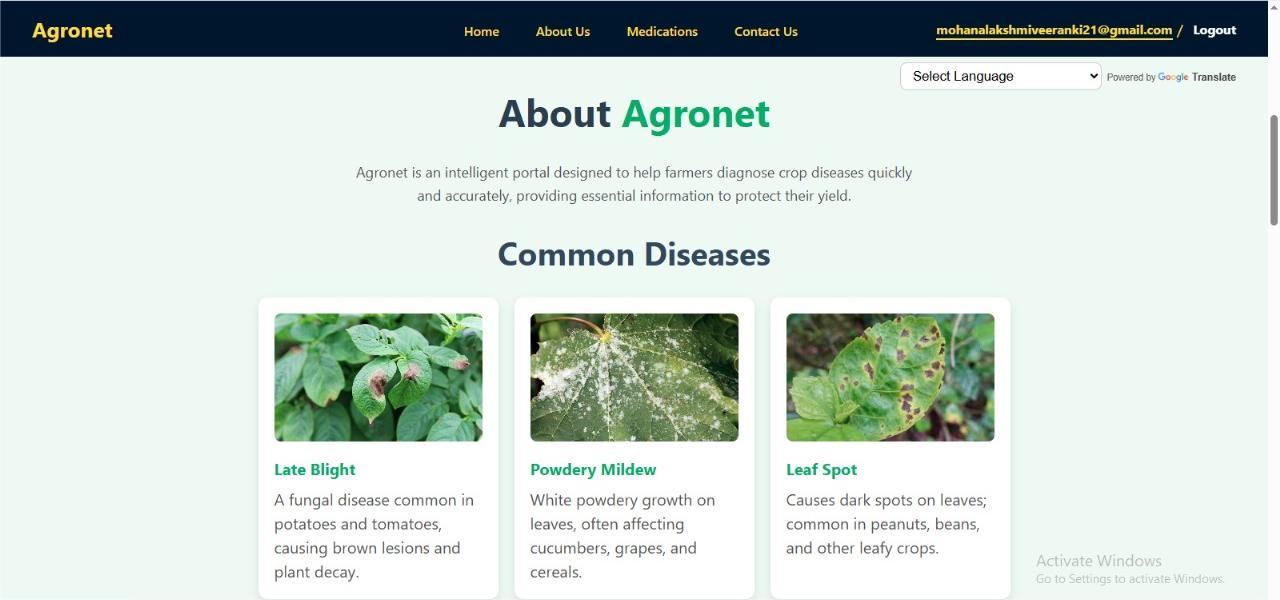 Agronet
Home About Us Medications Contact Us
mohanalakshmiveeranki21@gmail.com / Logout
Select Language
Powered by Google Translate
About Agronet
Agronet is an intelligent portal designed to help farmers diagnose crop diseases quickly
and accurately, providing essential information to protect their yield.
Common Diseases
Late Blight
A fungal disease common in
potatoes and tomatoes,
causing brown lesions and
plant decay.
Powdery Mildew
White powdery growth on
leaves, often affecting
cucumbers, grapes, and
cereals.
Leaf Spot
Causes dark spots on leaves;
common in peanuts, beans,
and other leafy crops.
Activate Windows
Go to Settings to activate Windows.